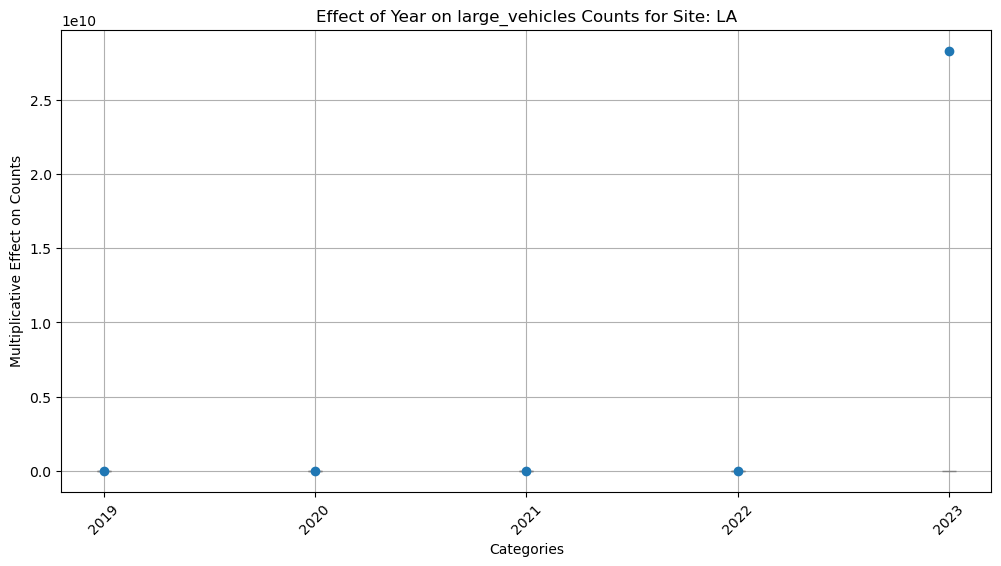 Effect of Year on large_vehicles Counts for Site: LA
1e10
Multiplicative Effect on Counts
2.5
2.0
1.5
1.0
0.5
0.0
2019
2020
2021
2022
2023
Categories